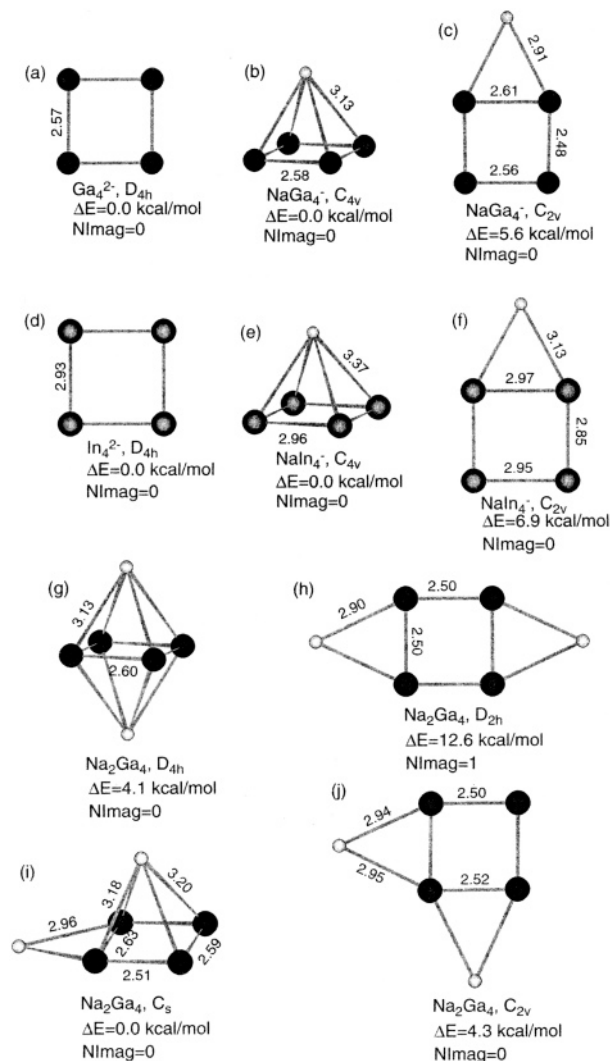 (a)
2.57
Ga₄²⁻, D₄ₕ
ΔE=0.0 kcal/mol
NImag=0
(b)
3.13
2.58
NaGa₄⁻, C₄ᵥ
ΔE=0.0 kcal/mol
NImag=0
(c)
2.91
2.61
2.48
2.56
NaGa₄⁻, C₂ᵥ
ΔE=5.6 kcal/mol
NImag=0
(d)
2.93
In₄²⁻, D₄ₕ
ΔE=0.0 kcal/mol
NImag=0
(e)
3.37
2.96
NaIn₄⁻, C₄ᵥ
ΔE=0.0 kcal/mol
NImag=0
(f)
3.13
2.97
2.85
2.95
NaIn₄⁻, C₂ᵥ
ΔE=6.9 kcal/mol
NImag=0
(g)
3.13
2.60
Na₂Ga₄, D₄ₕ
ΔE=4.1 kcal/mol
NImag=0
(h)
2.90
2.50
2.50
Na₂Ga₄, D₂ₕ
ΔE=12.6 kcal/mol
NImag=1
(i)
2.96
3.18
3.20
2.63
2.59
2.51
Na₂Ga₄, Cₛ
ΔE=0.0 kcal/mol
NImag=0
(j)
2.94
2.50
2.95
2.52
Na₂Ga₄, C₂ᵥ
ΔE=4.3 kcal/mol
NImag=0